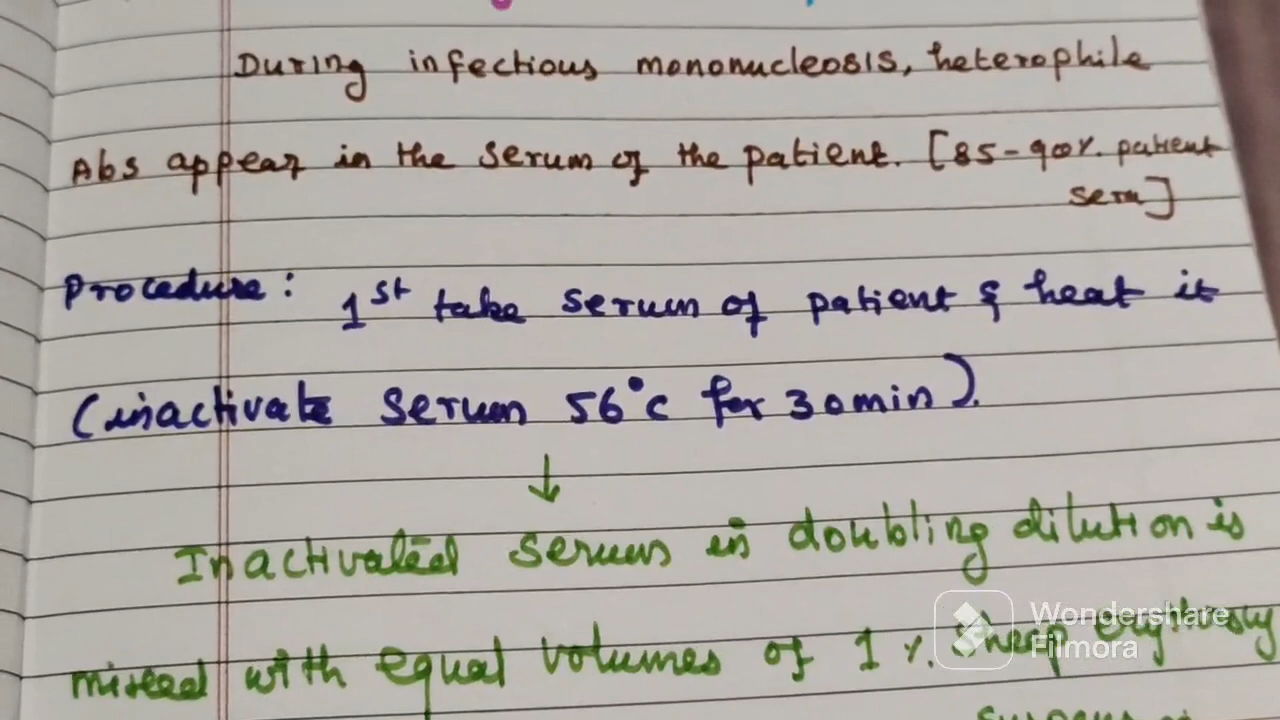 During infectious mononucleosis, heterophile
Abs appear in the serum of the patient. [85-90%. patient
sera]
Procedure: 1st take serum of patient & heat it
(inactivate serum 56°c for 30min).
↓
Inactivated serum in doubling dilution is
mixed with equal volumes of 1%. sheep
Wondershare
Filmora